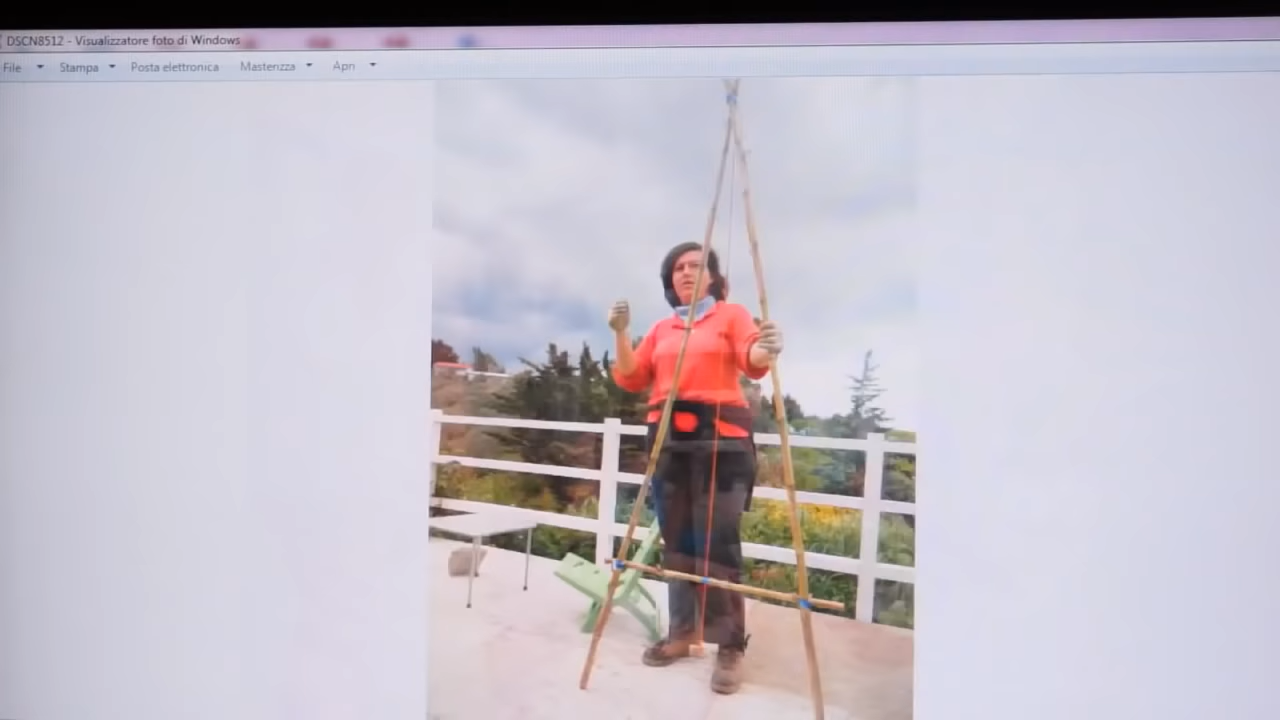 DSCN8512 - Visualizzatore foto di Windows
File Stampa Posta elettronica Masterizza Apri